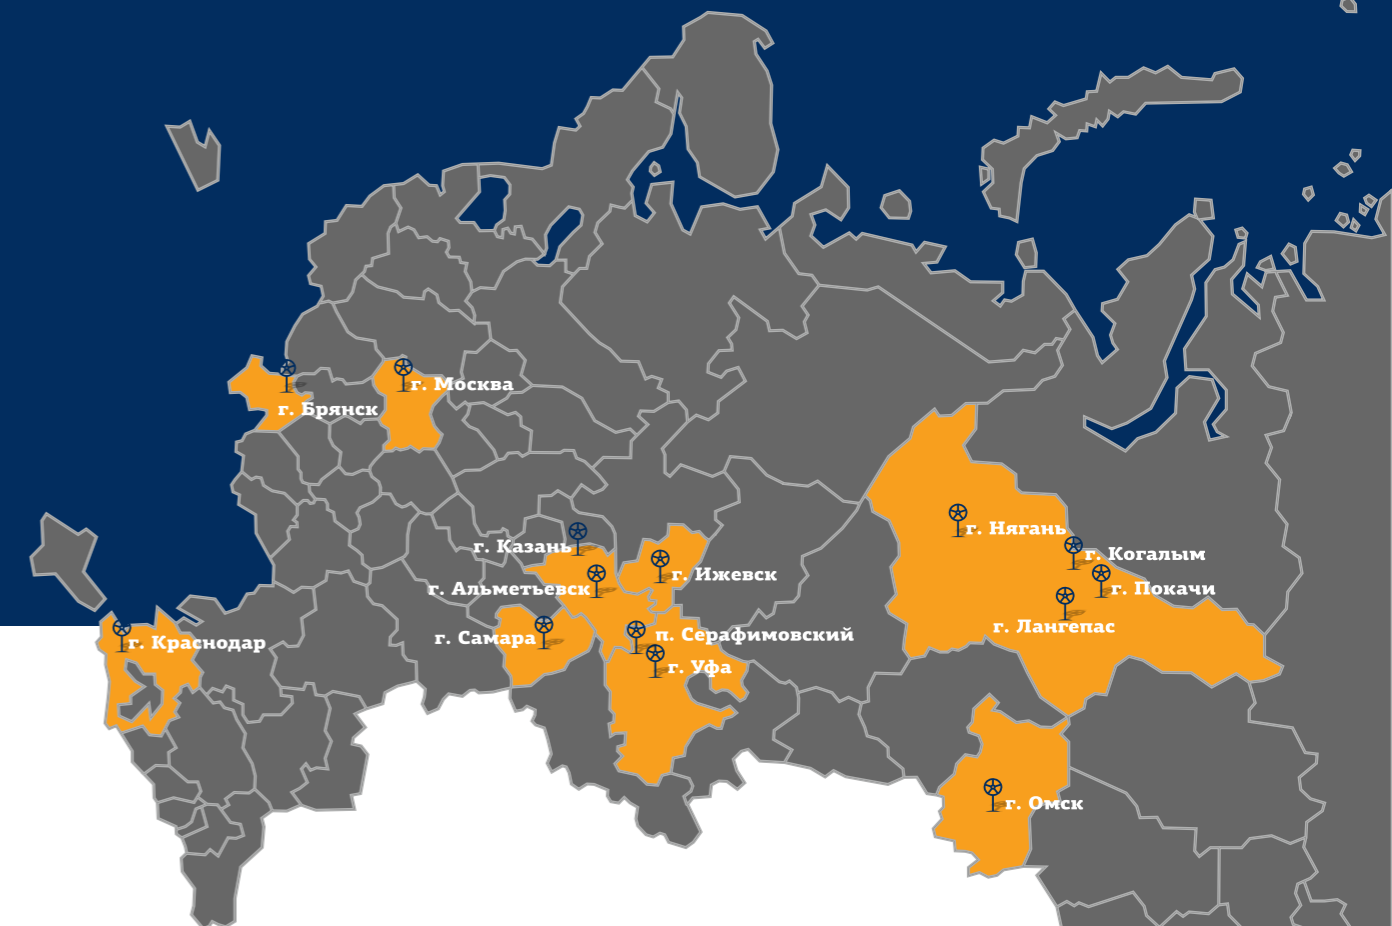 г. Москва
г. Брянск
г. Нягань
г. Казань
г. Когалым
г. Ижевск
г. Альметьевск
г. Покачи
г. Лангепас
п. Серафимовский
г. Самара
г. Краснодар
г. Уфа
г. Омск